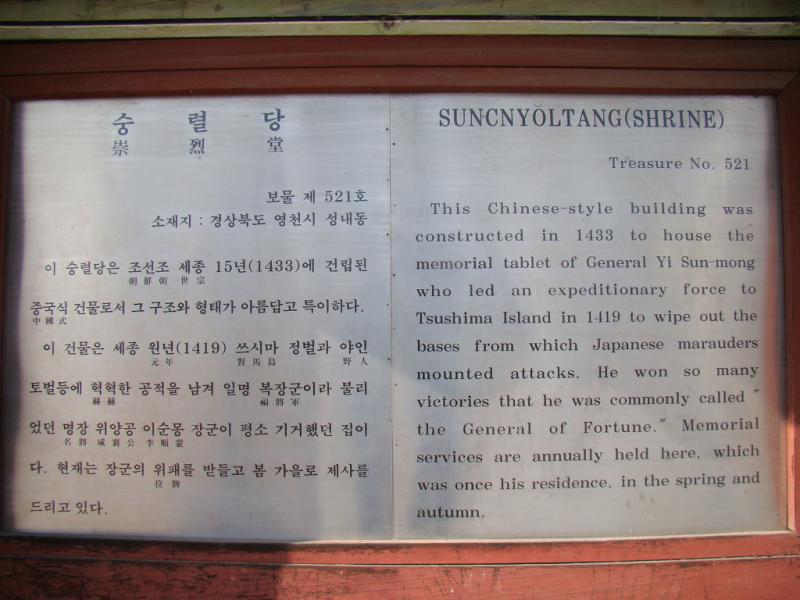 숭 렬 당
崇 烈 堂
보물 제 521호
소재지 : 경상북도 영천시 성내동
이 숭렬당은 조선조 세종 15년(1433)에 건립된
朝鮮朝 世宗
중국식 건물로서 그 구조와 형태가 아름답고 특이하다.
中國式
이 건물은 세종 원년(1419) 쓰시마 정벌과 야인
元年 對馬島 野人
토벌등에 혁혁한 공적을 남겨 일명 복장군이라 불리
赫赫 福將軍
었던 명장 위양공 이순몽 장군이 평소 기거했던 집이
名將 威襄公 李順蒙
다. 현재는 장군의 위패를 받들고 봄 가을로 제사를
位牌
드리고 있다.
SUNCNYŎLTANG(SHRINE)
Treasure No. 521
This Chinese-style building was
constructed in 1433 to house the
memorial tablet of General Yi Sun-mong
who led an expeditionary force to
Tsushima Island in 1419 to wipe out the
bases from which Japanese marauders
mounted attacks. He won so many
victories that he was commonly called "
the General of Fortune." Memorial
services are annually held here, which
was once his residence, in the spring and
autumn.